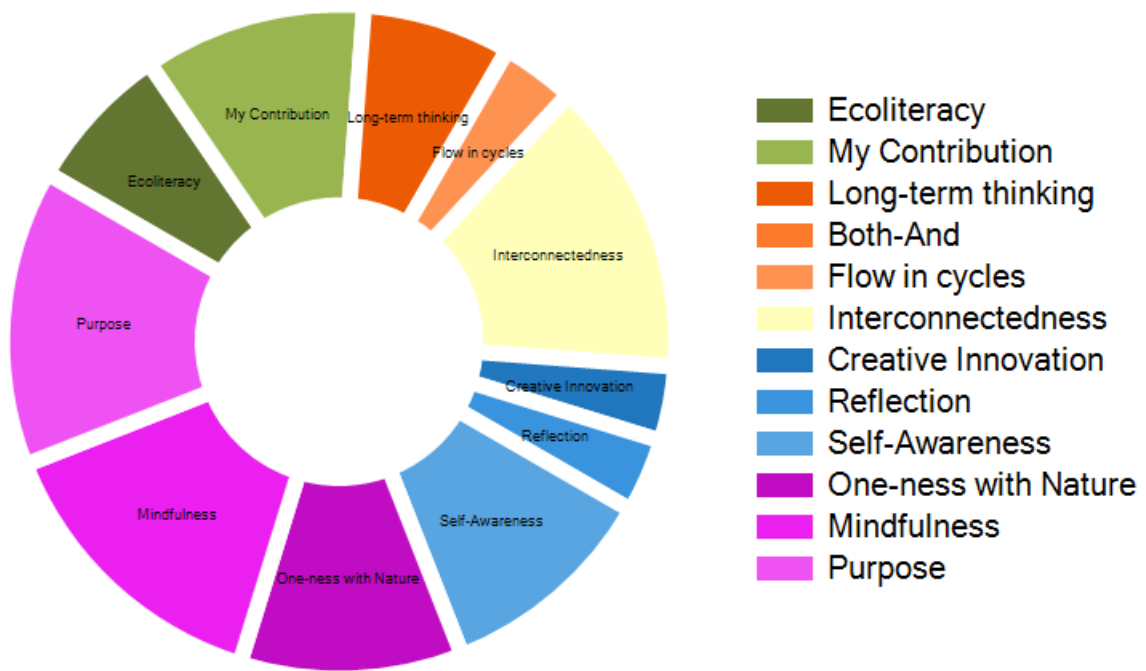 My Contribution
Long-term thinking
Flow in cycles
Ecoliteracy
Interconnectedness
Purpose
Creative Innovation
Reflection
Mindfulness
Self-Awareness
One-ness with Nature
Ecoliteracy
My Contribution
Long-term thinking
Both-And
Flow in cycles
Interconnectedness
Creative Innovation
Reflection
Self-Awareness
One-ness with Nature
Mindfulness
Purpose